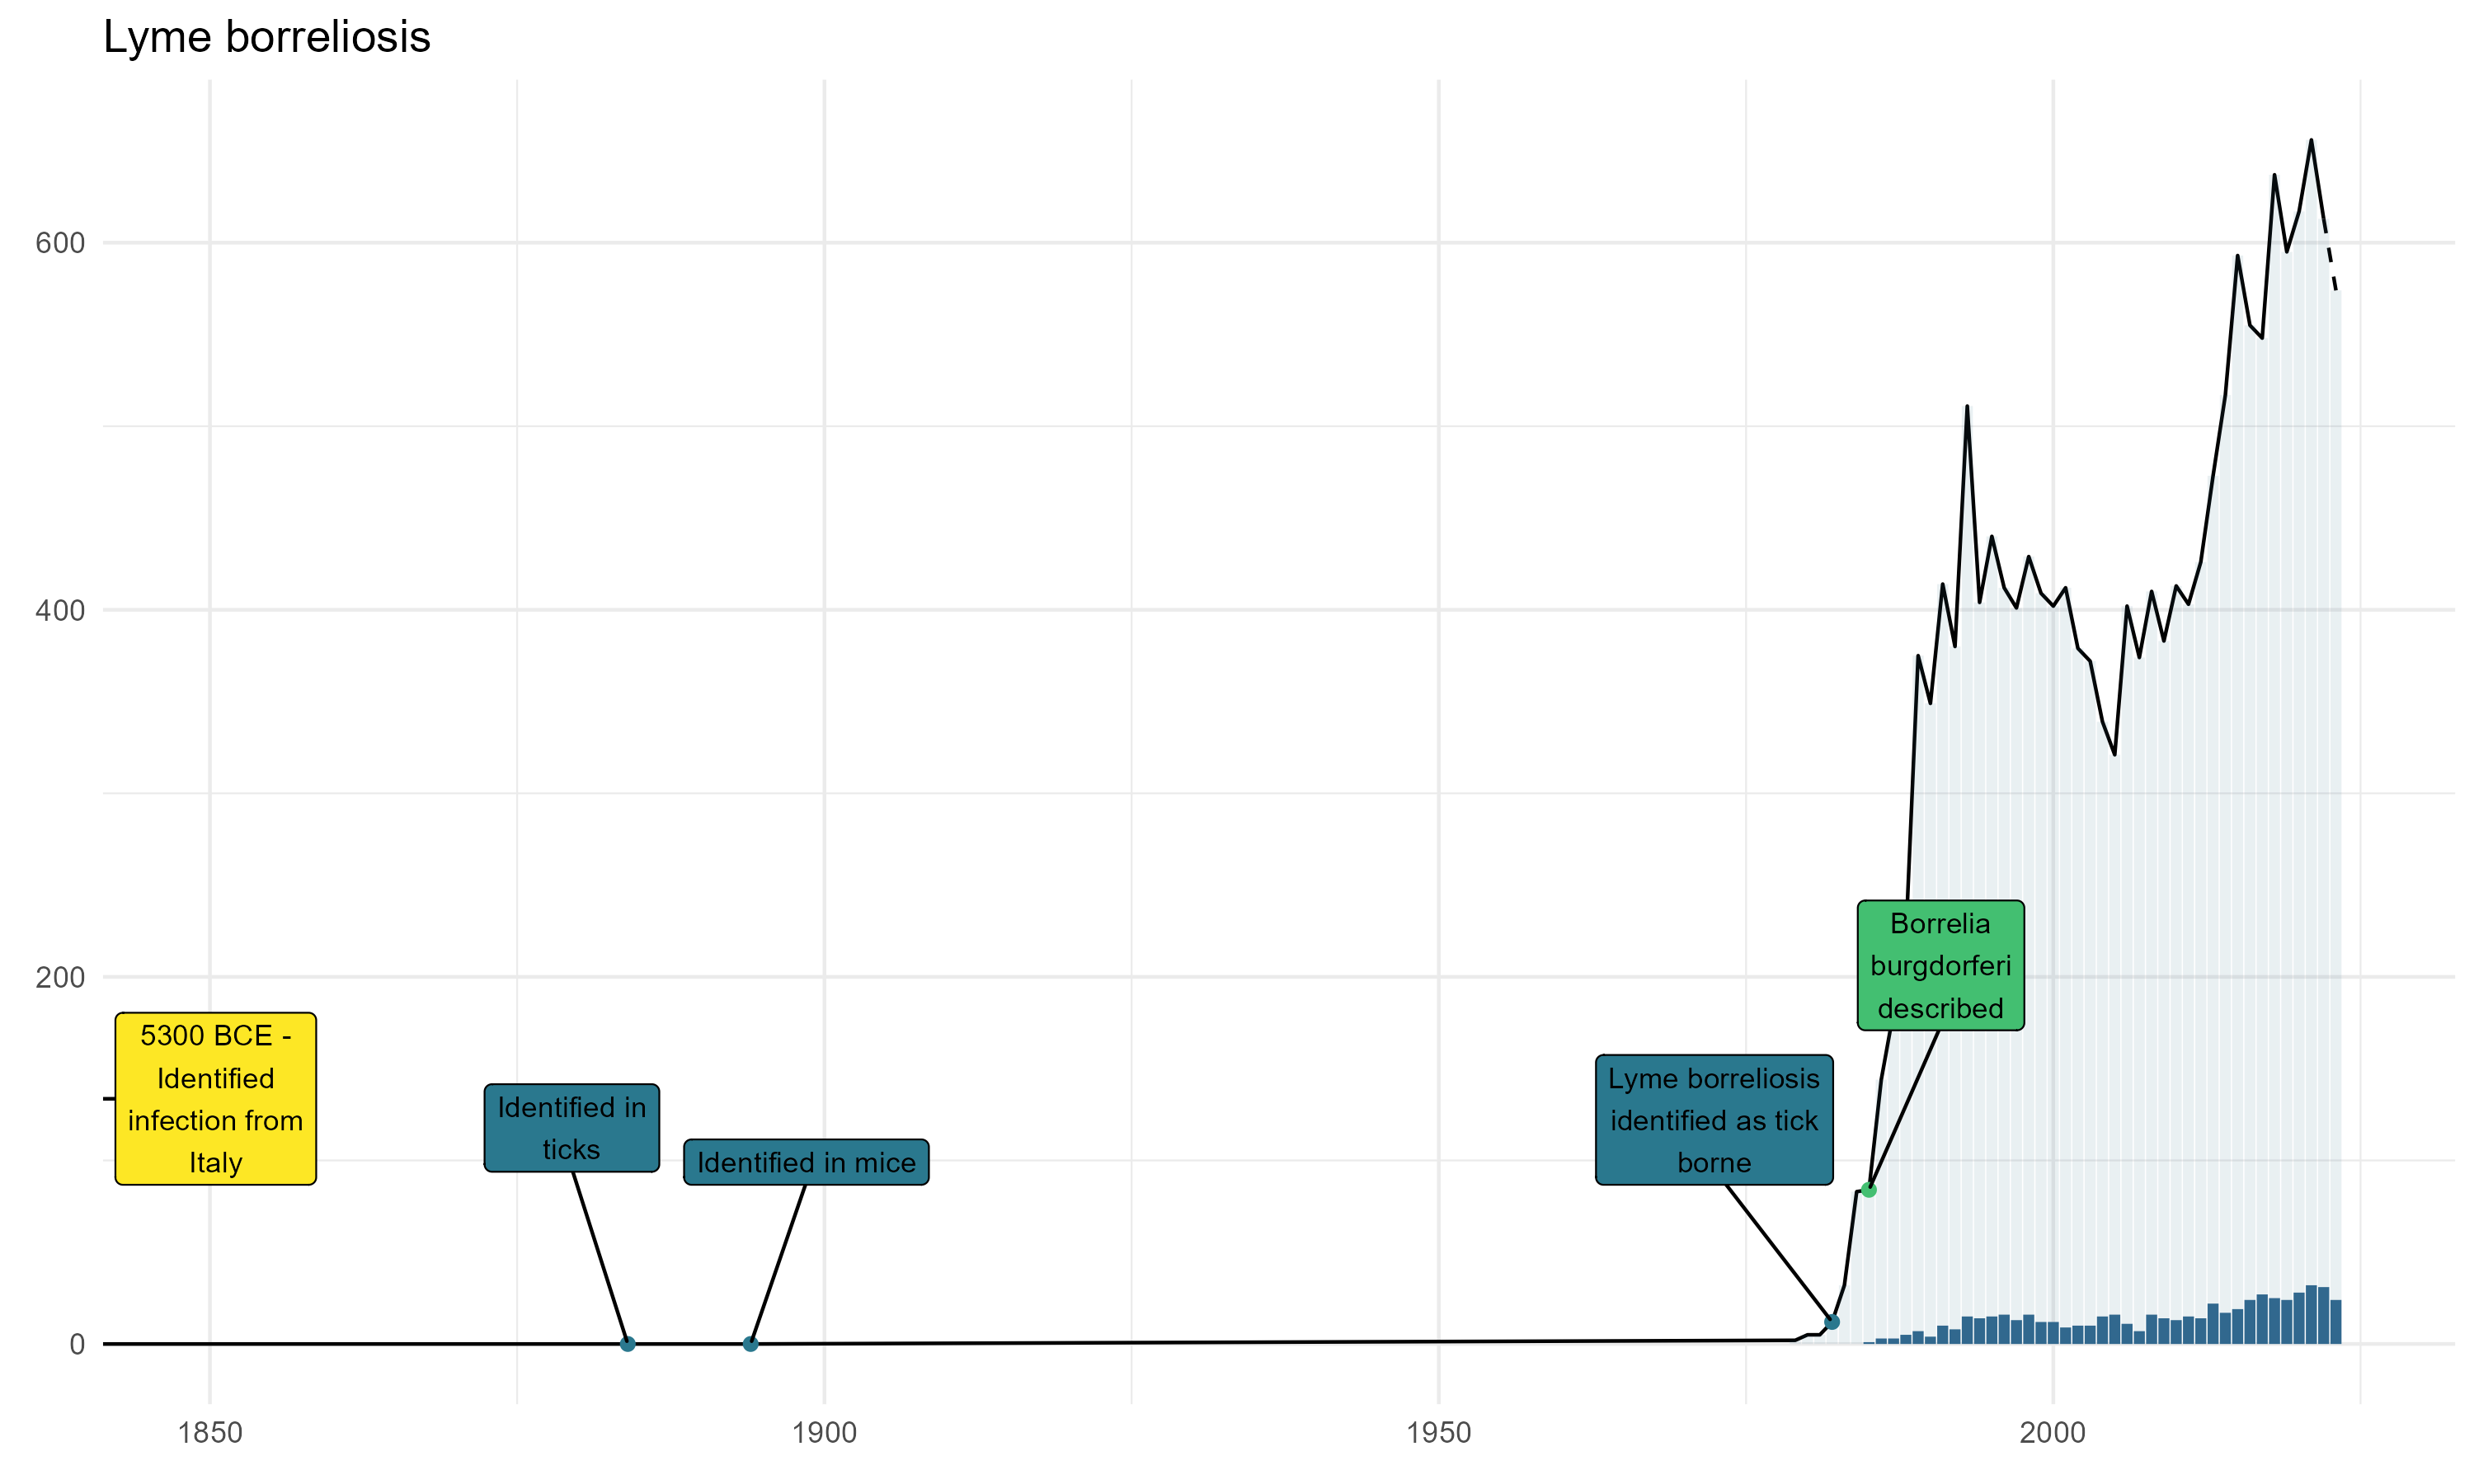 Lyme borreliosis
600
400
200
0
5300 BCE -
Identified
infection from
Italy
Identified in
ticks
Identified in mice
Lyme borreliosis
identified as tick
borne
Borrelia
burgdorferi
described
1850
1900
1950
2000